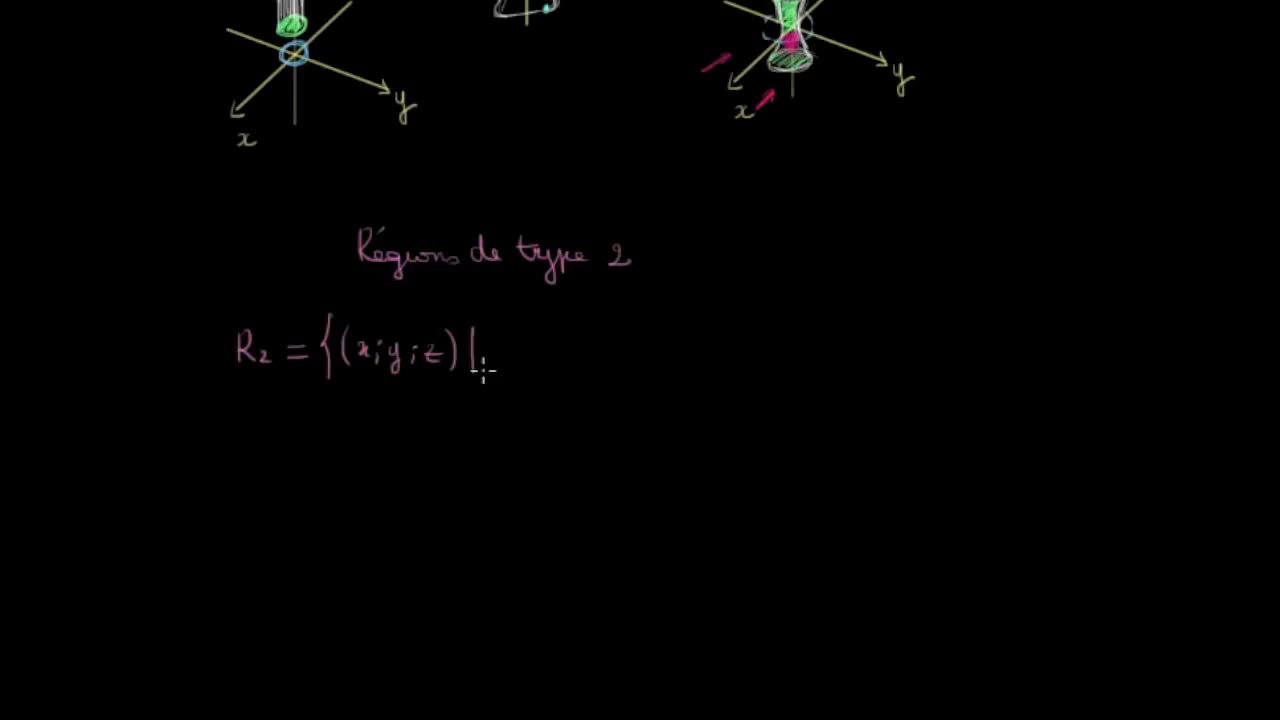 y
x
y
x
Régions de type 2
R₂ = {(x;y;z)|